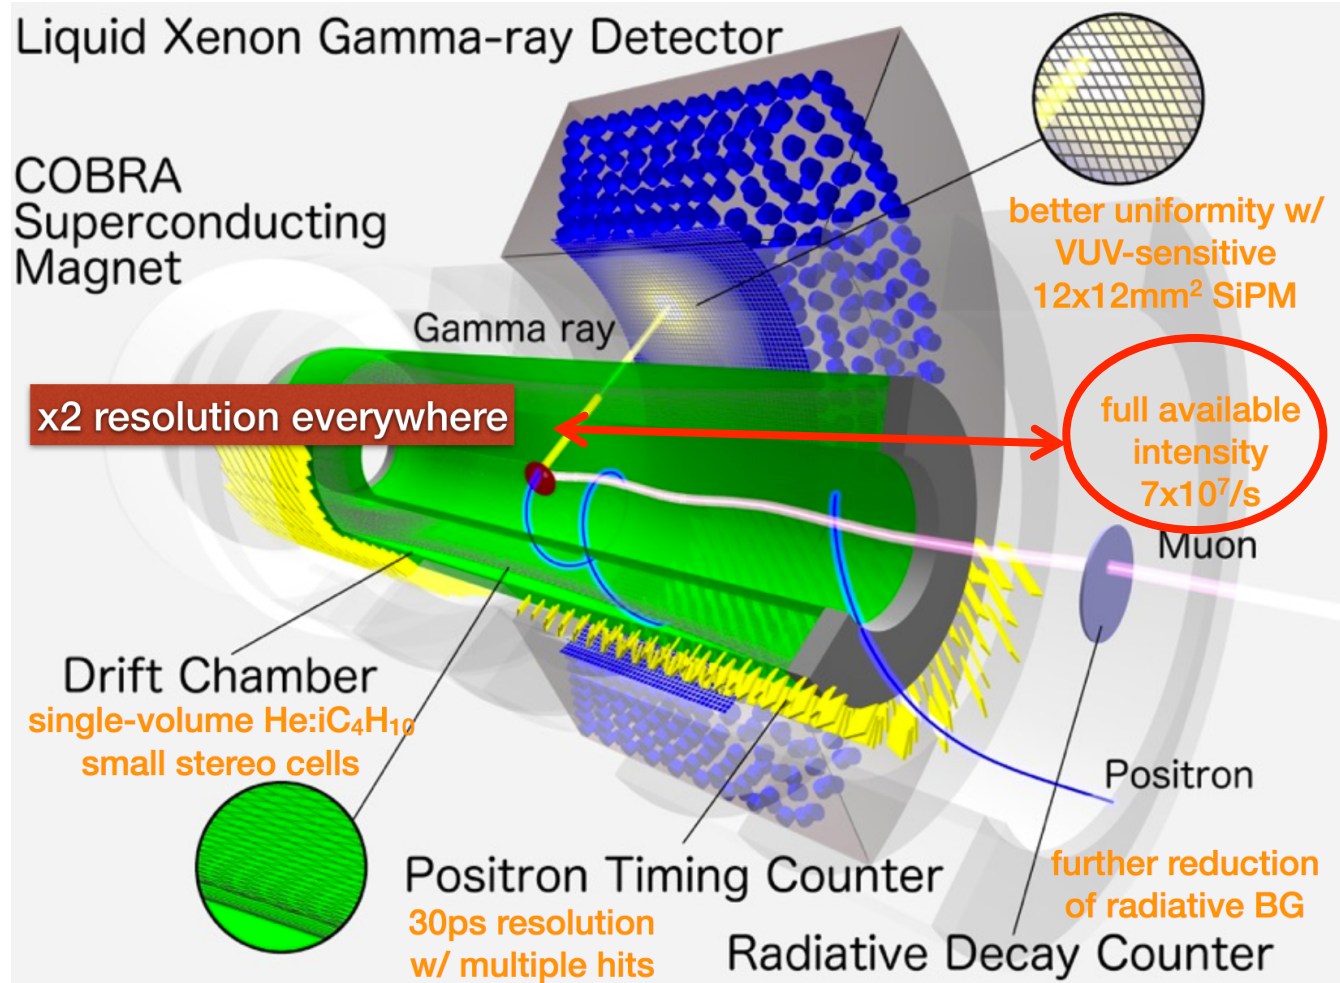 Liquid Xenon Gamma-ray Detector
COBRA
Superconducting
Magnet
better uniformity w/
VUV-sensitive
12x12mm² SiPM
Gamma ray
x2 resolution everywhere
full available
intensity
7x10⁷/s
Muon
Drift Chamber
single-volume He:iC₄H₁₀
small stereo cells
Positron
Positron Timing Counter
30ps resolution
w/ multiple hits
further reduction
of radiative BG
Radiative Decay Counter